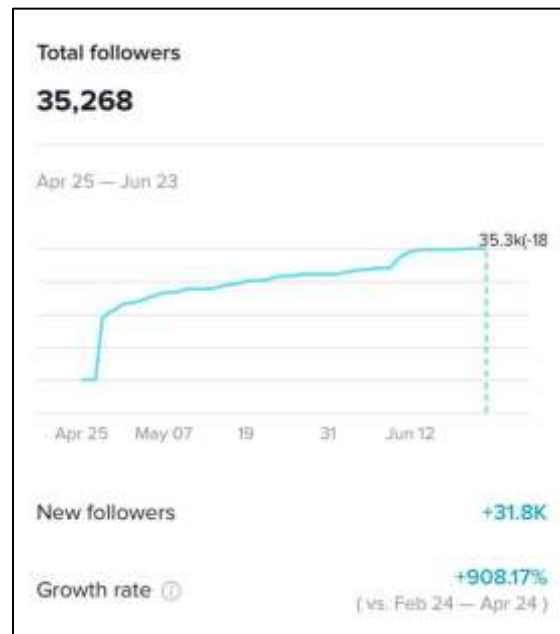 Total followers
35,268
Apr 25 — Jun 23
35.3k(-18
Apr 25 May 07 19 31 Jun 12
New followers +31.8K
Growth rate +908.17%
( vs. Feb 24 — Apr 24 )